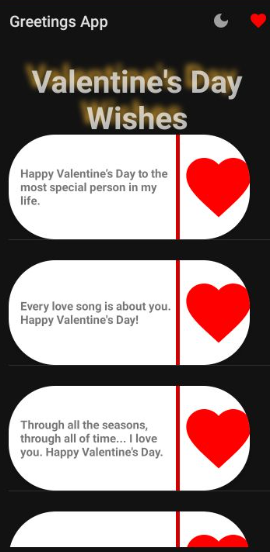 Greetings App
Valentine's Day
Wishes
Happy Valentine's Day to the
most special person in my
life.
Every love song is about you.
Happy Valentine's Day!
Through all the seasons,
through all of time... I love
you. Happy Valentine's Day.